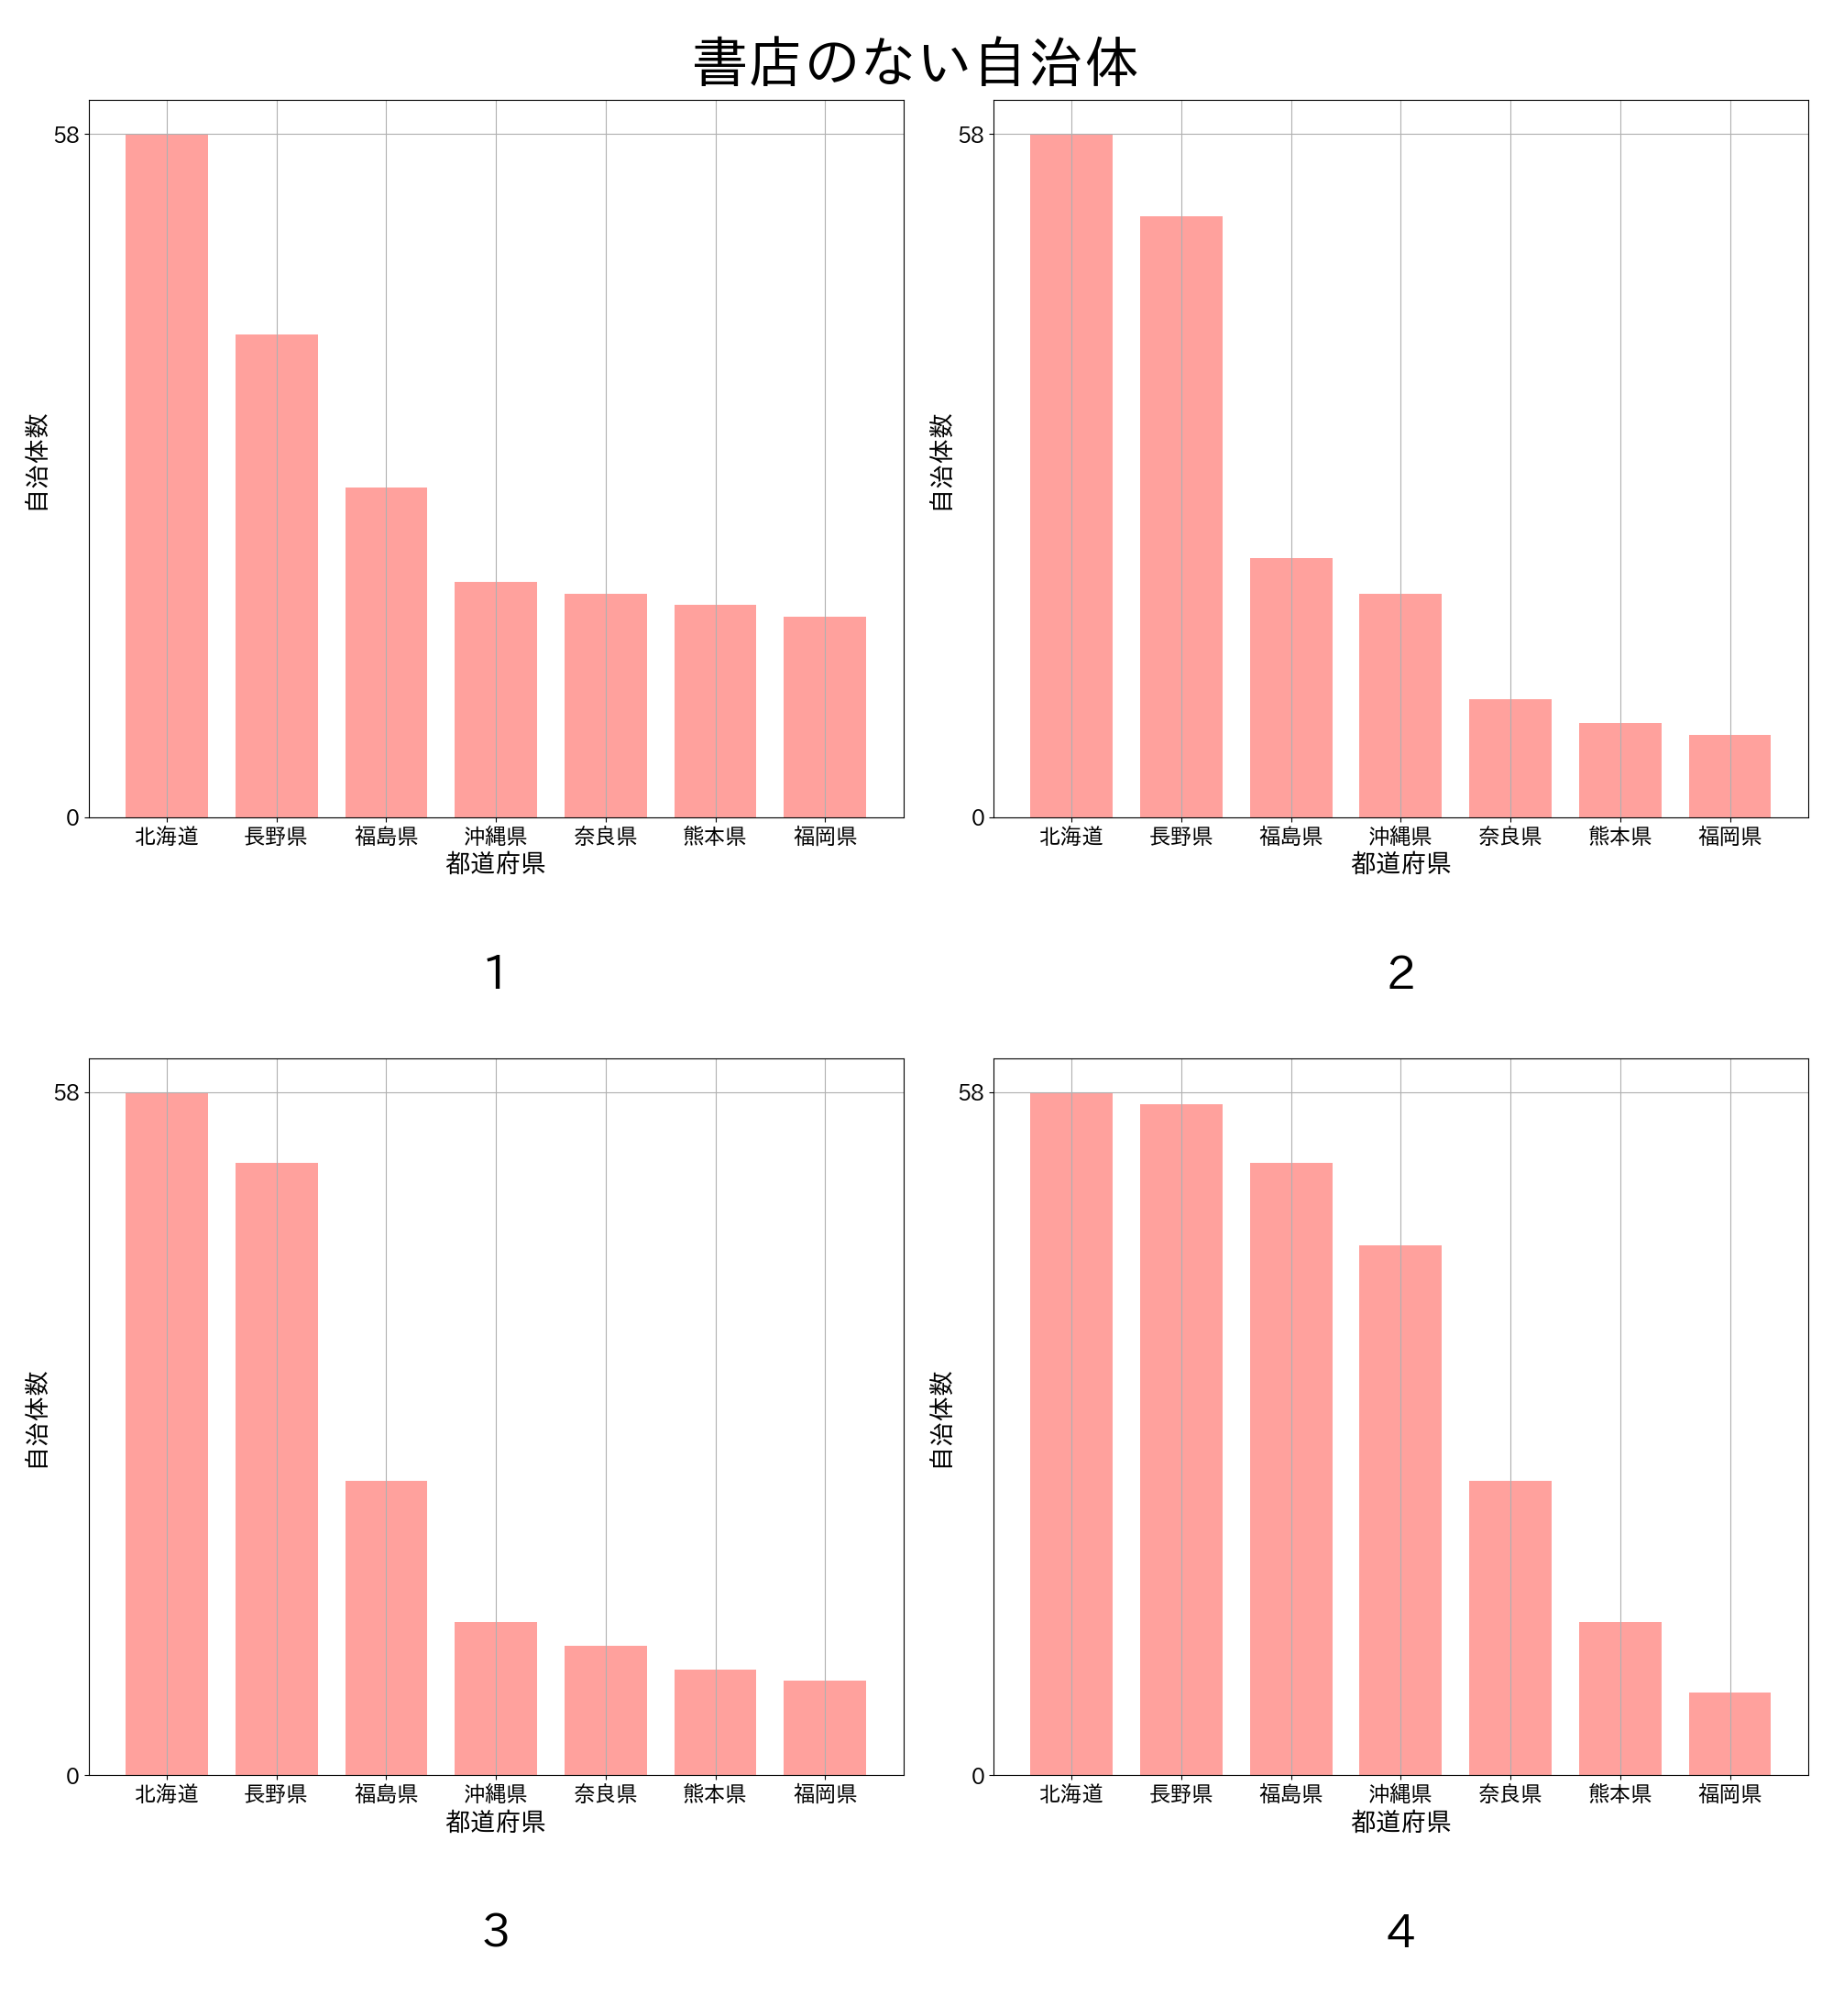 書店のない自治体
58
0
自治体数
北海道 長野県 福島県 沖縄県 奈良県 熊本県 福岡県
都道府県
1
58
0
自治体数
北海道 長野県 福島県 沖縄県 奈良県 熊本県 福岡県
都道府県
2
58
0
自治体数
北海道 長野県 福島県 沖縄県 奈良県 熊本県 福岡県
都道府県
3
58
0
自治体数
北海道 長野県 福島県 沖縄県 奈良県 熊本県 福岡県
都道府県
4